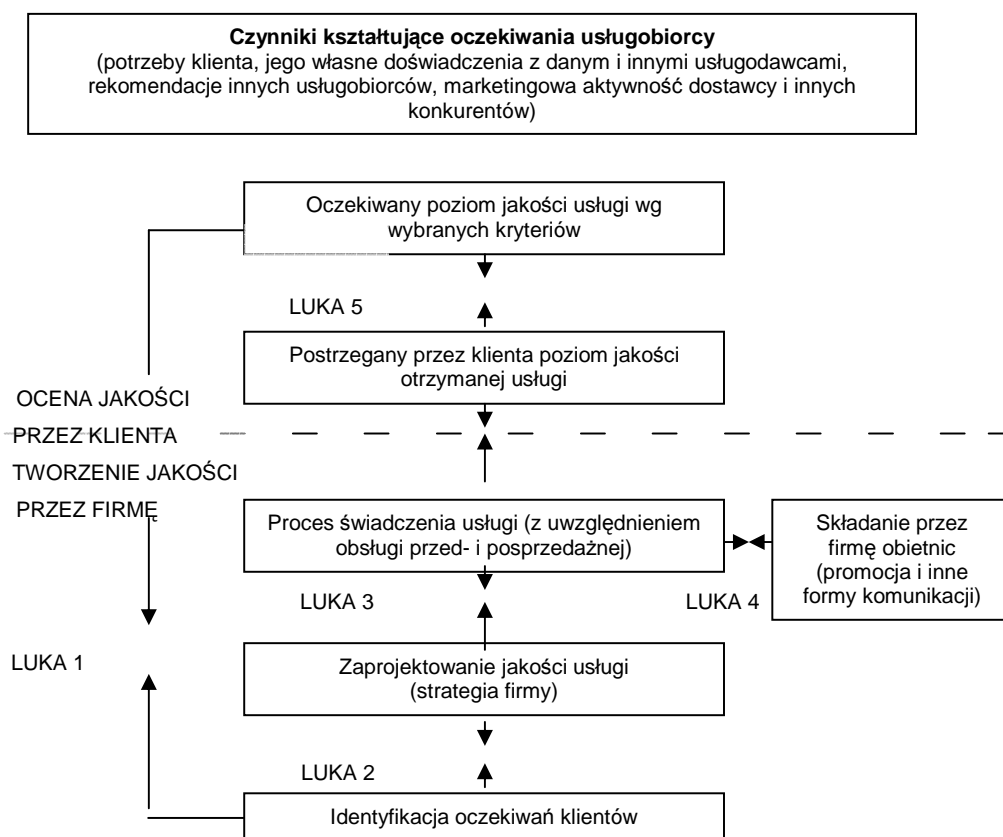 Czynniki kształtujące oczekiwania usługobiorcy
(potrzeby klienta, jego własne doświadczenia z danym i innymi usługodawcami,
rekomendacje innych usługobiorców, marketingowa aktywność dostawcy i innych
konkurentów)
Oczekiwany poziom jakości usługi wg
wybranych kryteriów
LUKA 5
Postrzegany przez klienta poziom jakości
otrzymanej usługi
OCENA JAKOŚCI
PRZEZ KLIENTA
TWORZENIE JAKOŚCI
PRZEZ FIRMĘ
Proces świadczenia usługi (z uwzględnieniem
obsługi przed- i posprzedażnej)
Składanie przez
firmę obietnic
(promocja i inne
formy komunikacji)
LUKA 3
LUKA 4
LUKA 1
Zaprojektowanie jakości usługi
(strategia firmy)
LUKA 2
Identyfikacja oczekiwań klientów